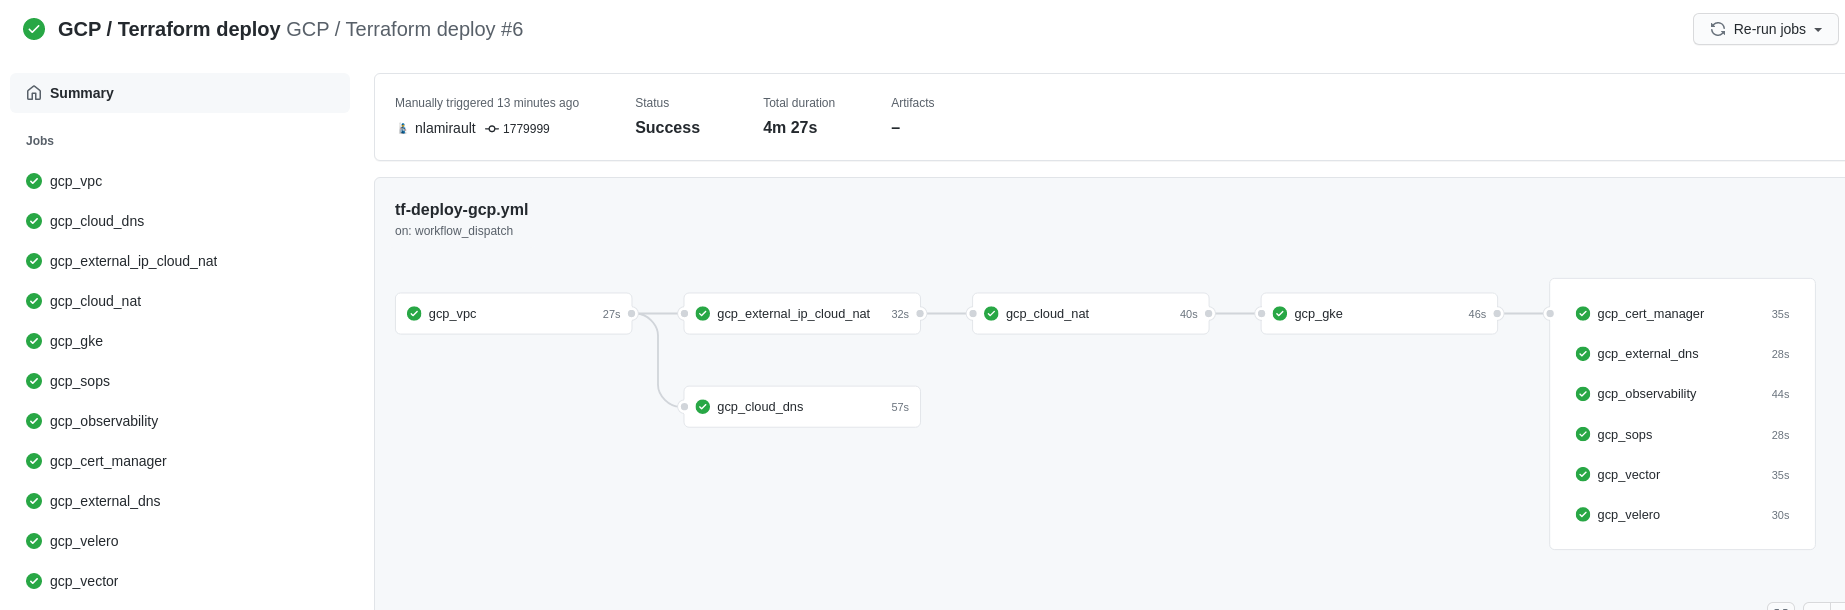 GCP / Terraform deploy GCP / Terraform deploy #6
Re-run jobs
Summary
Jobs
gcp_vpc
gcp_cloud_dns
gcp_external_ip_cloud_nat
gcp_cloud_nat
gcp_gke
gcp_sops
gcp_observability
gcp_cert_manager
gcp_external_dns
gcp_velero
gcp_vector
Manually triggered 13 minutes ago
nlamirault 1779999
Status
Success
Total duration
4m 27s
Artifacts
–
tf-deploy-gcp.yml
on: workflow_dispatch
gcp_vpc 27s
gcp_external_ip_cloud_nat 32s
gcp_cloud_nat 40s
gcp_gke 46s
gcp_cloud_dns 57s
gcp_cert_manager 35s
gcp_external_dns 28s
gcp_observability 44s
gcp_sops 28s
gcp_vector 35s
gcp_velero 30s